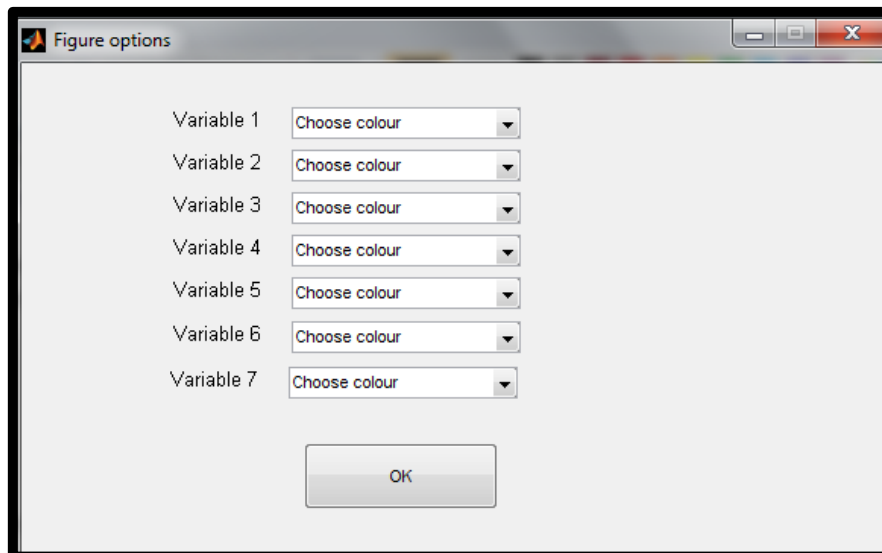 Figure options
Variable 1 Choose colour
Variable 2 Choose colour
Variable 3 Choose colour
Variable 4 Choose colour
Variable 5 Choose colour
Variable 6 Choose colour
Variable 7 Choose colour
OK